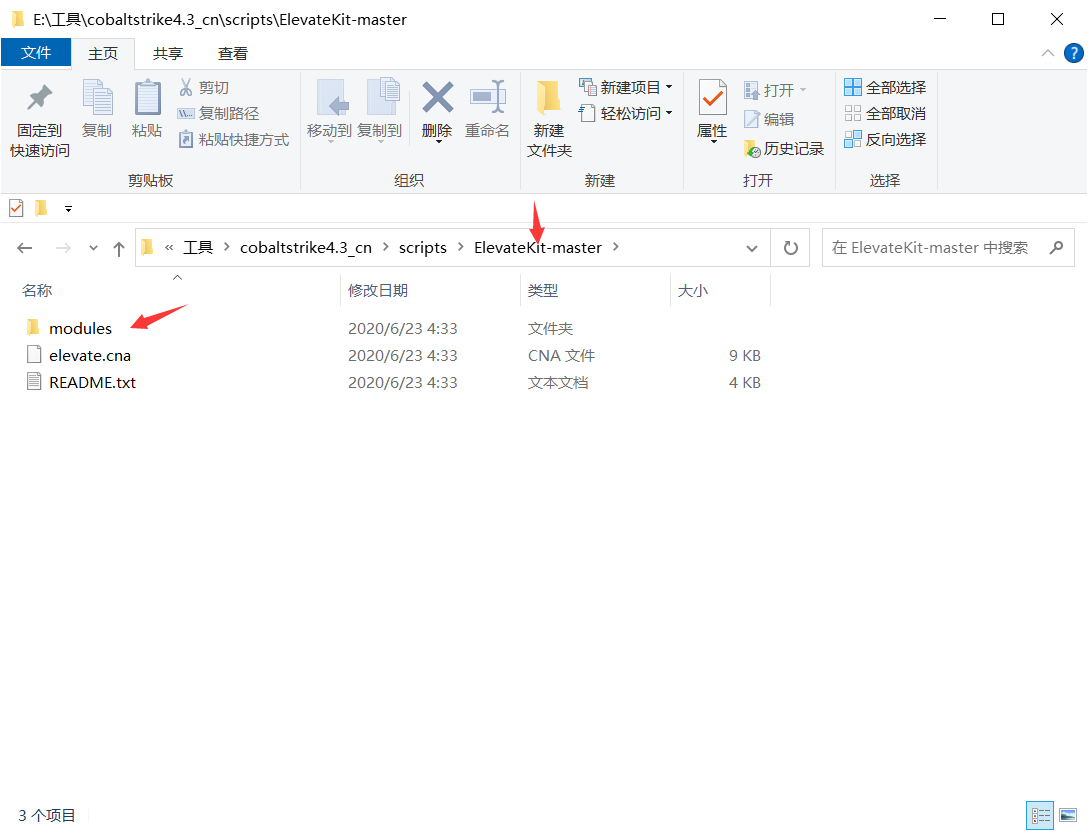 E:\工具\cobaltstrike4.3_cn\scripts\ElevateKit-master
文件 主页 共享 查看
固定到
快速访问
复制
粘贴
剪切
复制路径
粘贴快捷方式
剪贴板
移动到 复制到 删除 重命名
组织
新建
文件夹
新建项目
轻松访问
新建
属性
打开
编辑
历史记录
打开
全部选择
全部取消
反向选择
选择
« 工具 › cobaltstrike4.3_cn › scripts › ElevateKit-master ›
在 ElevateKit-master 中搜索
名称 修改日期 类型 大小
modules 2020/6/23 4:33 文件夹
elevate.cna 2020/6/23 4:33 CNA 文件 9 KB
README.txt 2020/6/23 4:33 文本文档 4 KB
3 个项目